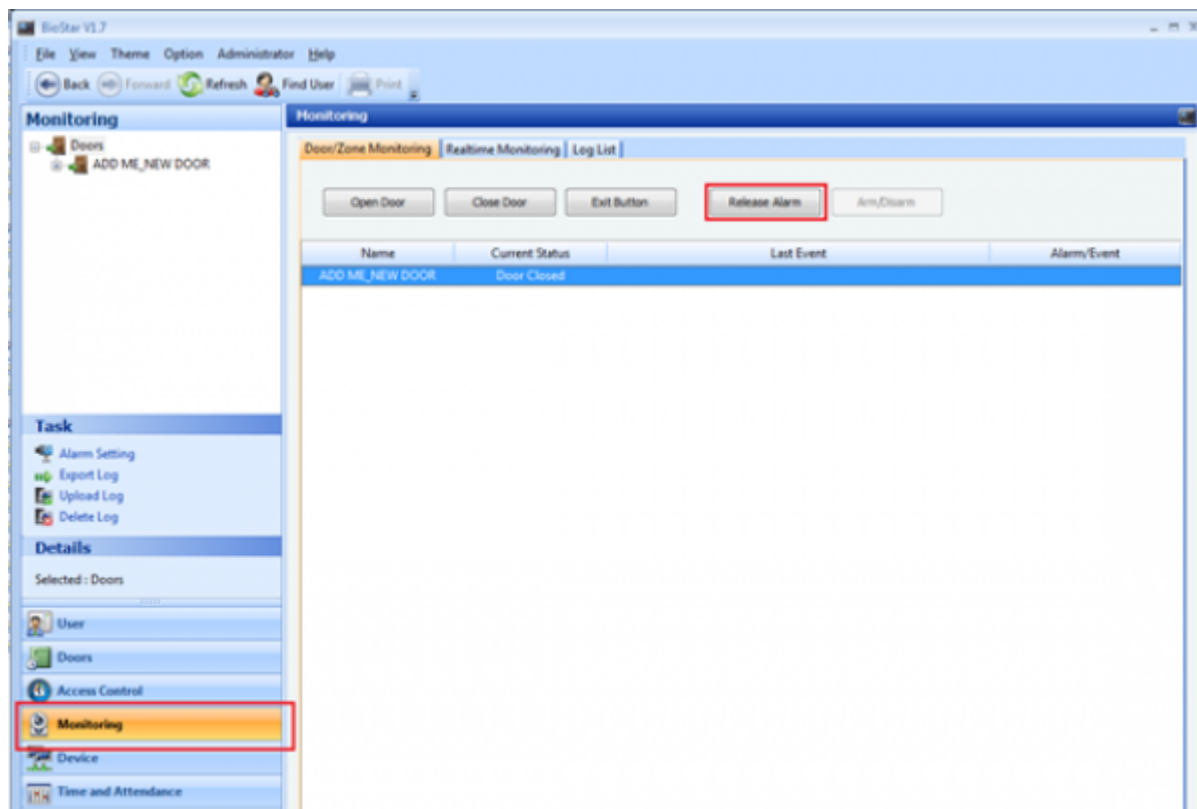 BioStar V1.7
File View Theme Option Administrator Help
Back Forward Refresh Find User Print
Monitoring
Doors
ADD ME_NEW DOOR
Task
Alarm Setting
Export Log
Upload Log
Delete Log
Details
Selected : Doors
User
Doors
Access Control
Monitoring
Device
Time and Attendance
Monitoring
Door/Zone Monitoring Realtime Monitoring Log List
Open Door Close Door Exit Button Release Alarm Arm/Disarm
Name Current Status Last Event Alarm/Event
ADD ME_NEW DOOR Door Closed